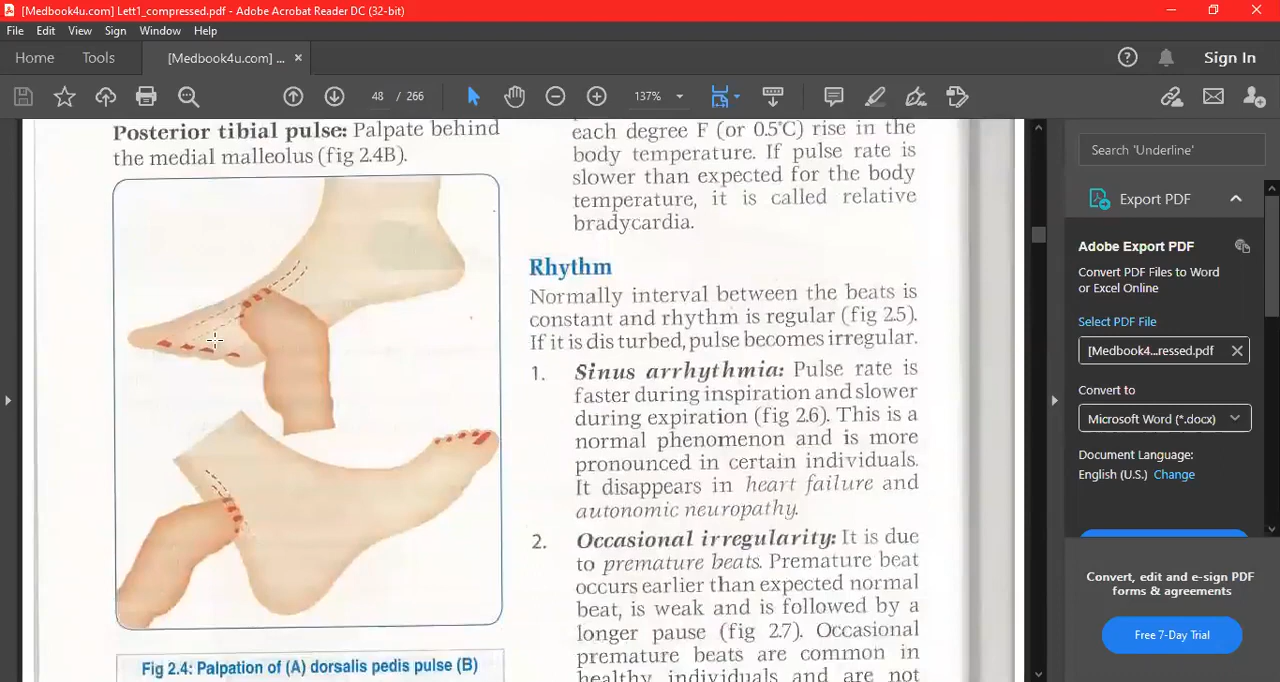 [Medbook4u.com] Lett1_compressed.pdf - Adobe Acrobat Reader DC (32-bit)
File Edit View Sign Window Help
Home Tools [Medbook4u.com] ... × Sign In
48 / 266 137%
Posterior tibial pulse: Palpate behind
the medial malleolus (fig 2.4B).
Fig 2.4: Palpation of (A) dorsalis pedis pulse (B)
each degree F (or 0.5°C) rise in the
body temperature. If pulse rate is
slower than expected for the body
temperature, it is called relative
bradycardia.
Rhythm
Normally interval between the beats is
constant and rhythm is regular (fig 2.5).
If it is dis turbed, pulse becomes irregular.
1. Sinus arrhythmia: Pulse rate is
faster during inspiration and slower
during expiration (fig 2.6). This is a
normal phenomenon and is more
pronounced in certain individuals.
It disappears in heart failure and
autonomic neuropathy.
2. Occasional irregularity: It is due
to premature beats. Premature beat
occurs earlier than expected normal
beat, is weak and is followed by a
longer pause (fig 2.7). Occasional
premature beats are common in
healthy individuals and are not
Search 'Underline'
Export PDF
Adobe Export PDF
Convert PDF Files to Word
or Excel Online
Select PDF File
[Medbook4...ressed.pdf
Convert to
Microsoft Word (*.docx)
Document Language:
English (U.S.) Change
Convert, edit and e-sign PDF
forms & agreements
Free 7-Day Trial